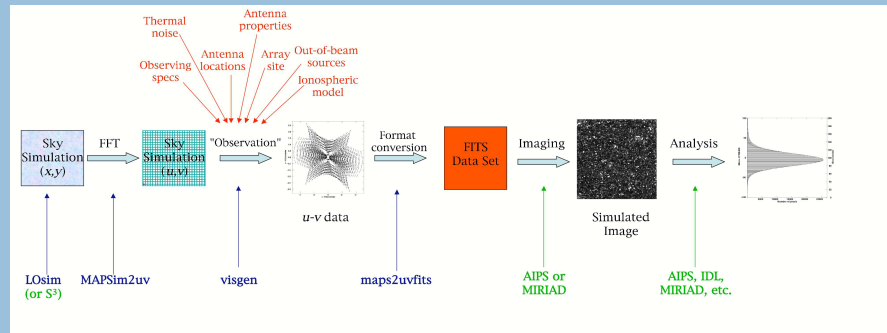 Thermal
noise
Antenna
properties
Observing
specs
Antenna
locations
Array
site
Out-of-beam
sources
Ionospheric
model
Sky
Simulation
(x,y)
FFT
Sky
Simulation
(u,v)
"Observation"
u-v data
Format
conversion
FITS
Data Set
Imaging
Simulated
Image
Analysis
LOsim
(or S³)
MAPSim2uv
visgen
maps2uvfits
AIPS or
MIRIAD
AIPS, IDL,
MIRIAD, etc.